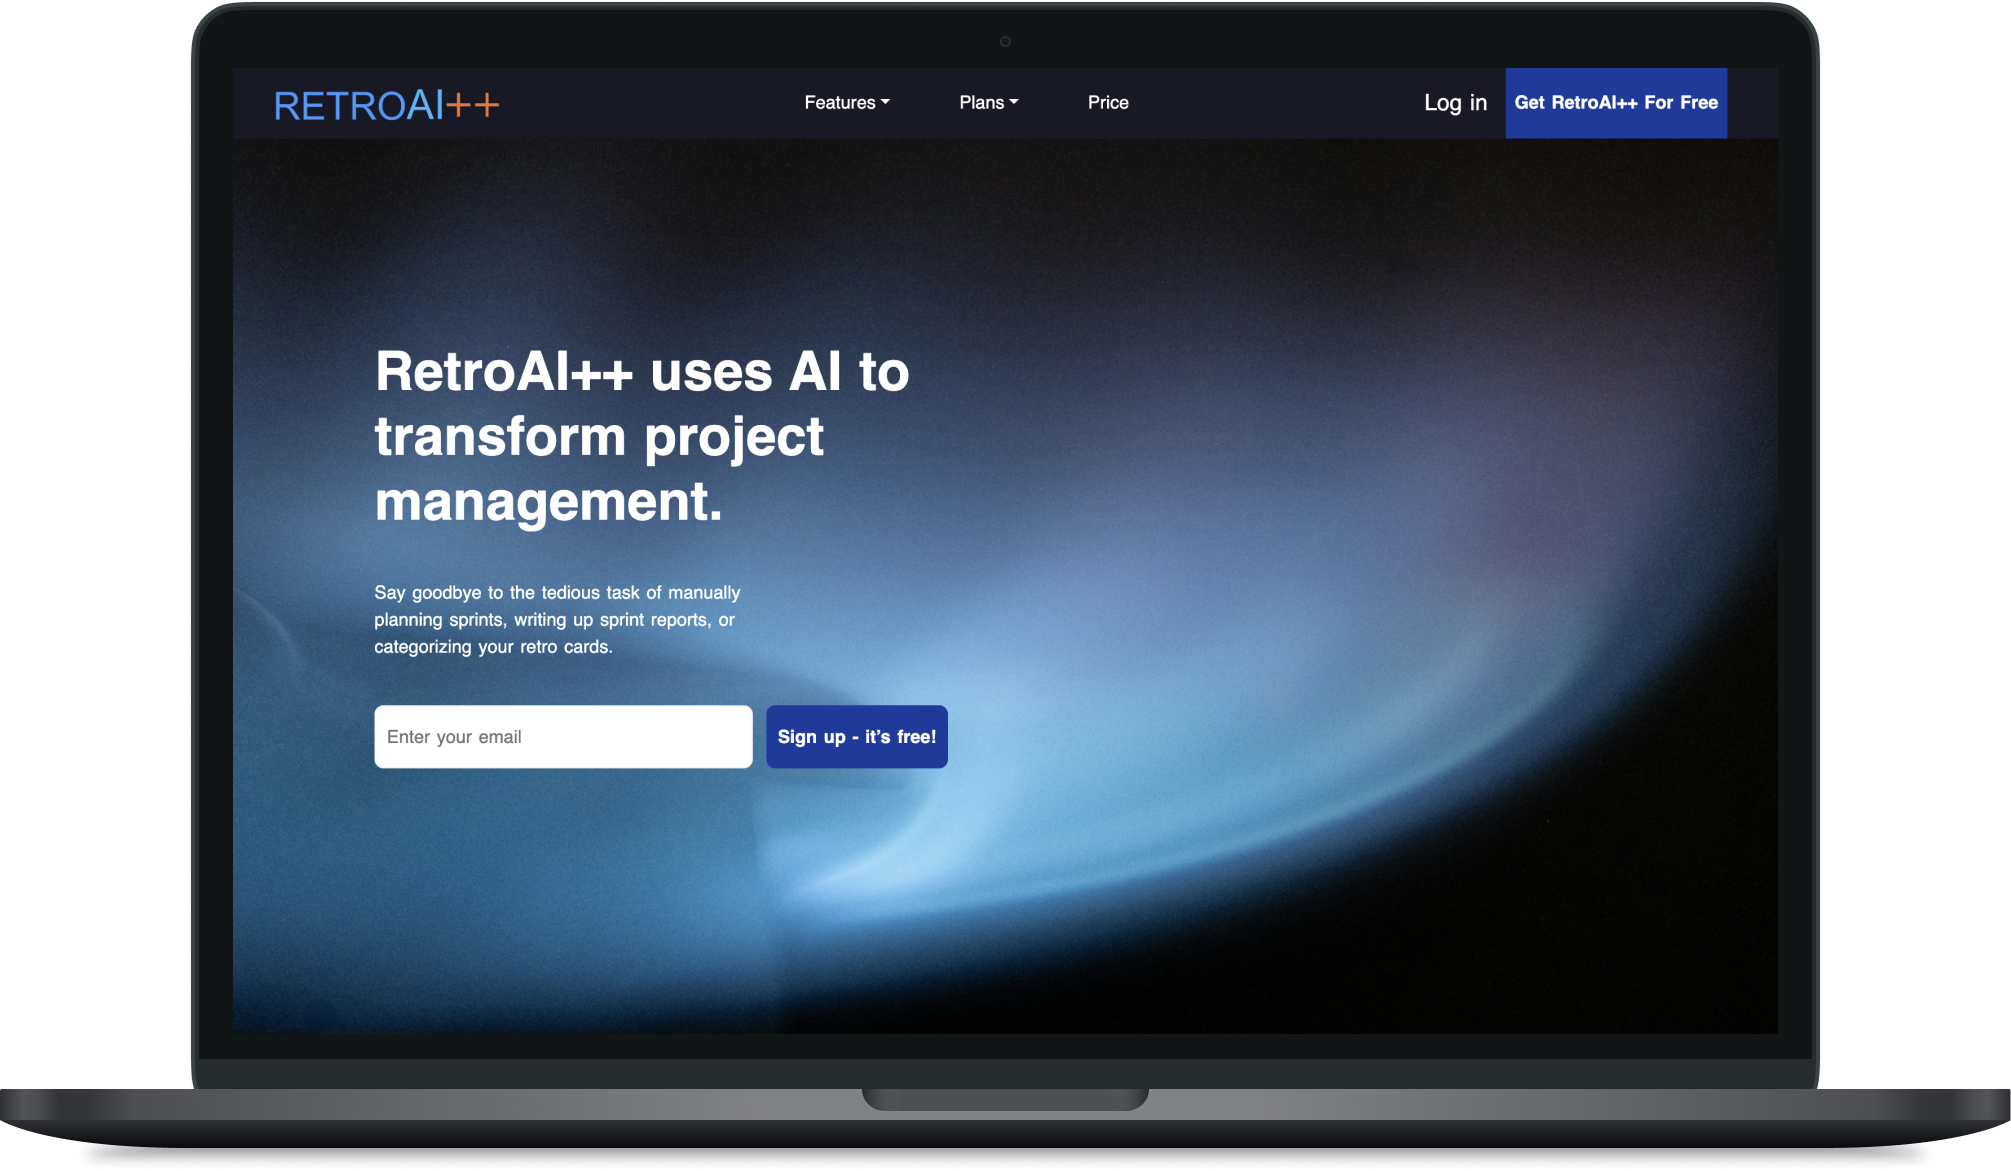 RETROAI++
Features
Plans
Price
Log in
Get RetroAI++ For Free
RetroAI++ uses AI to
transform project
management.
Say goodbye to the tedious task of manually
planning sprints, writing up sprint reports, or
categorizing your retro cards.
Enter your email
Sign up - it’s free!